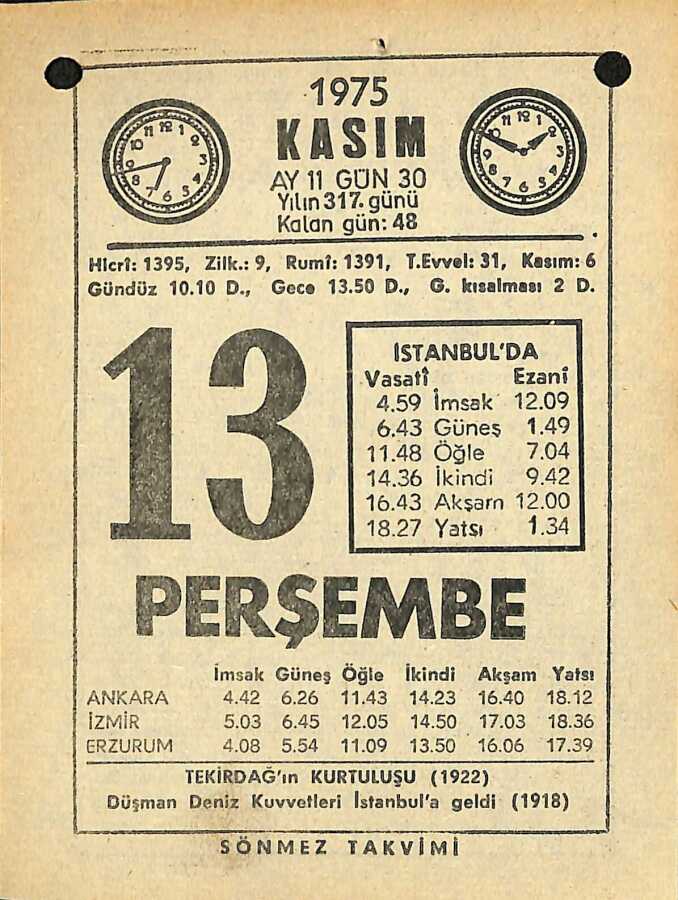 1975
KASIM
AY 11 GÜN 30
Yılın 317. günü
Kalan gün: 48
Hicrî: 1395, Zilk.: 9, Rumî: 1391, T.Evvel: 31, Kasım: 6
Gündüz 10.10 D., Gece 13.50 D., G. kısalması 2 D.
13
İSTANBUL'DA
Vasatî Ezanî
4.59 İmsak 12.09
6.43 Güneş 1.49
11.48 Öğle 7.04
14.36 İkindi 9.42
16.43 Akşam 12.00
18.27 Yatsı 1.34
PERŞEMBE
İmsak Güneş Öğle İkindi Akşam Yatsı
ANKARA 4.42 6.26 11.43 14.23 16.40 18.12
İZMİR 5.03 6.45 12.05 14.50 17.03 18.36
ERZURUM 4.08 5.54 11.09 13.50 16.06 17.39
TEKİRDAĞ'ın KURTULUŞU (1922)
Düşman Deniz Kuvvetleri İstanbul'a geldi (1918)
SÖNMEZ TAKVİMİ